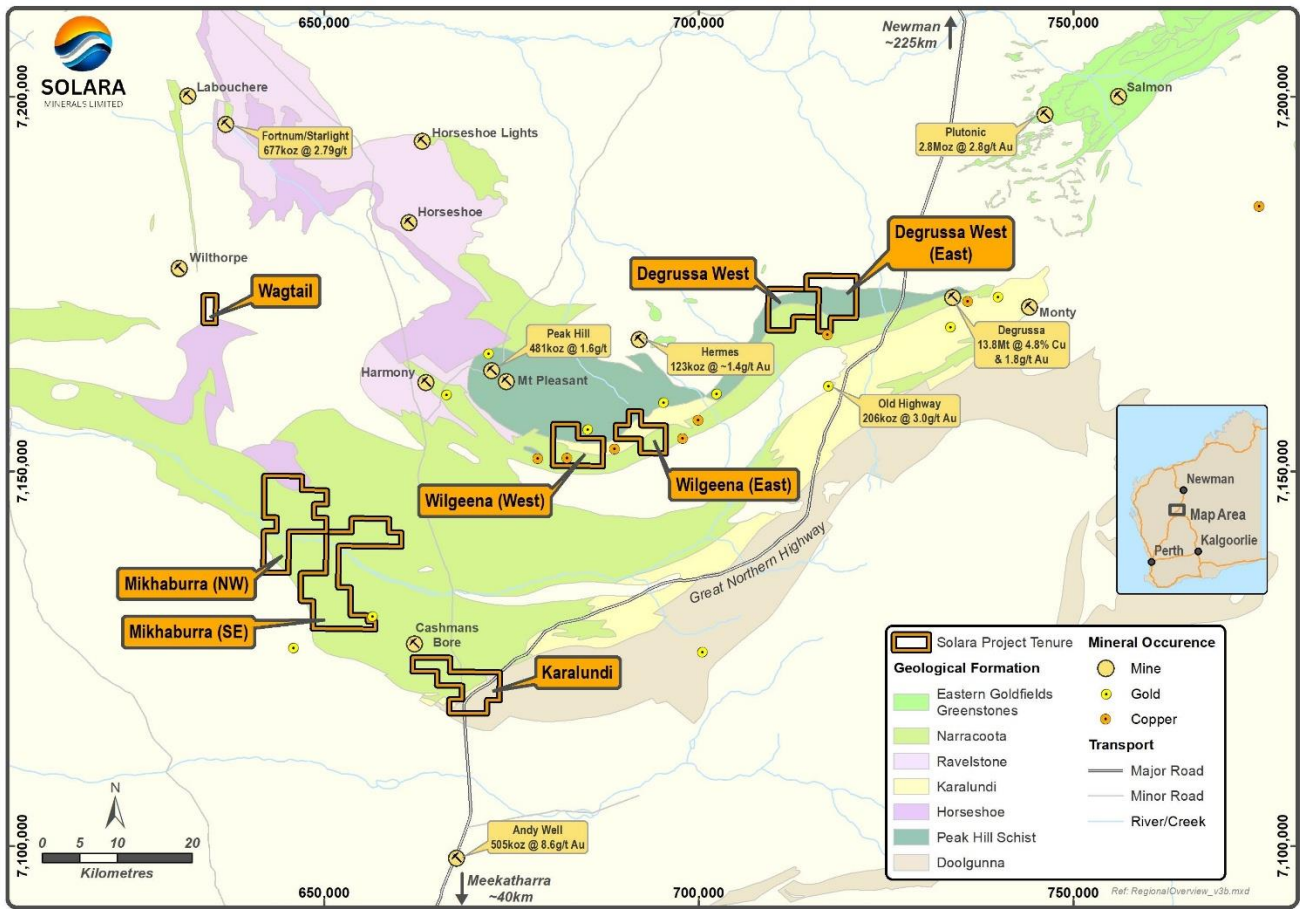 SOLARA
MINERALS LIMITED
650,000
700,000
750,000
Newman
~225km
7,200,000
7,200,000
Labouchere
Fortnum/Starlight
677koz @ 2.79g/t
Horseshoe Lights
Horseshoe
Wilthorpe
Wagtail
Salmon
Plutonic
2.8Moz @ 2.8g/t Au
Degrussa West
(East)
Degrussa West
Monty
Degrussa
13.8Mt @ 4.8% Cu
& 1.8g/t Au
Peak Hill
481koz @ 1.6g/t
Mt Pleasant
Harmony
Hermes
123koz @ ~1.4g/t Au
Old Highway
206koz @ 3.0g/t Au
7,150,000
7,150,000
Wilgeena (West)
Wilgeena (East)
Mikhaburra (NW)
Mikhaburra (SE)
Cashmans
Bore
Karalundi
Great Northern Highway
Newman
Map Area
Perth
Kalgoorlie
Solara Project Tenure
Geological Formation
Eastern Goldfields
Greenstones
Narracoota
Ravelstone
Karalundi
Horseshoe
Peak Hill Schist
Doolgunna
Mineral Occurence
Mine
Gold
Copper
Transport
Major Road
Minor Road
River/Creek
N
0 5 10 20
Kilometres
Andy Well
505koz @ 8.6g/t Au
Meekatharra
~40km
7,100,000
7,100,000
650,000
700,000
750,000
Ref: RegionalOverview_v3b.mxd